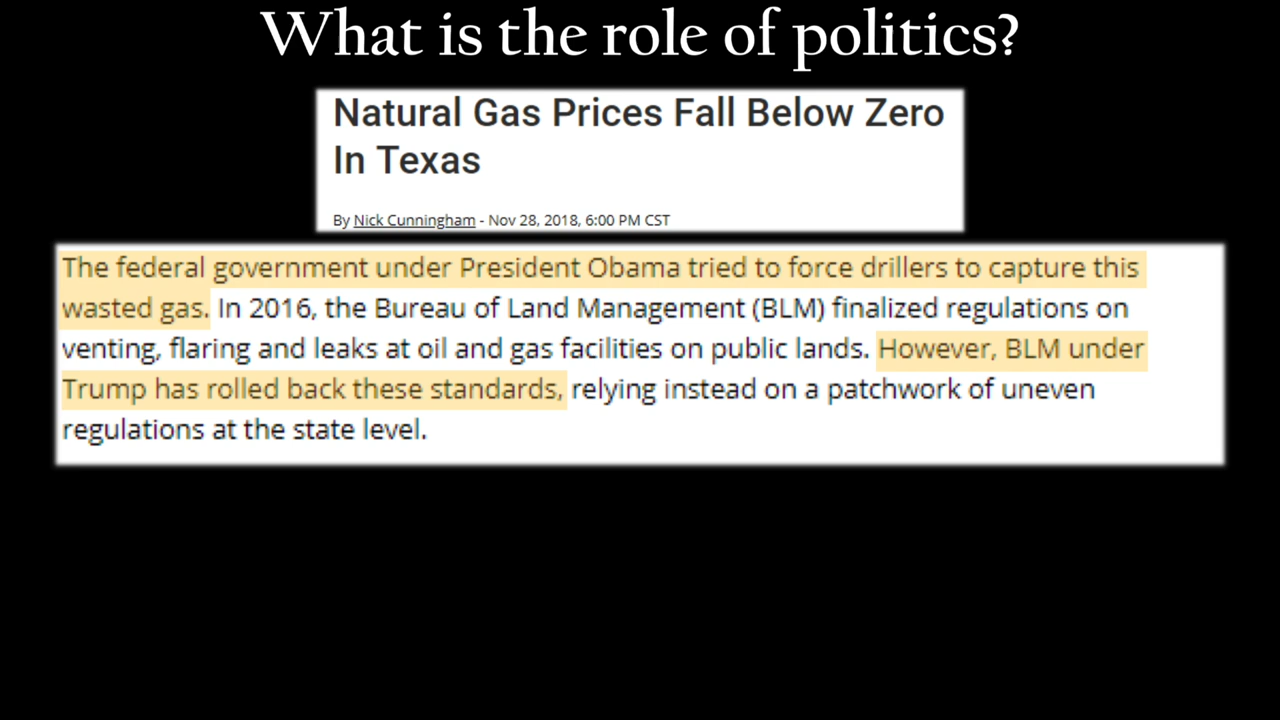 What is the role of politics?
Natural Gas Prices Fall Below Zero
In Texas
By Nick Cunningham - Nov 28, 2018, 6:00 PM CST
The federal government under President Obama tried to force drillers to capture this
wasted gas. In 2016, the Bureau of Land Management (BLM) finalized regulations on
venting, flaring and leaks at oil and gas facilities on public lands. However, BLM under
Trump has rolled back these standards, relying instead on a patchwork of uneven
regulations at the state level.